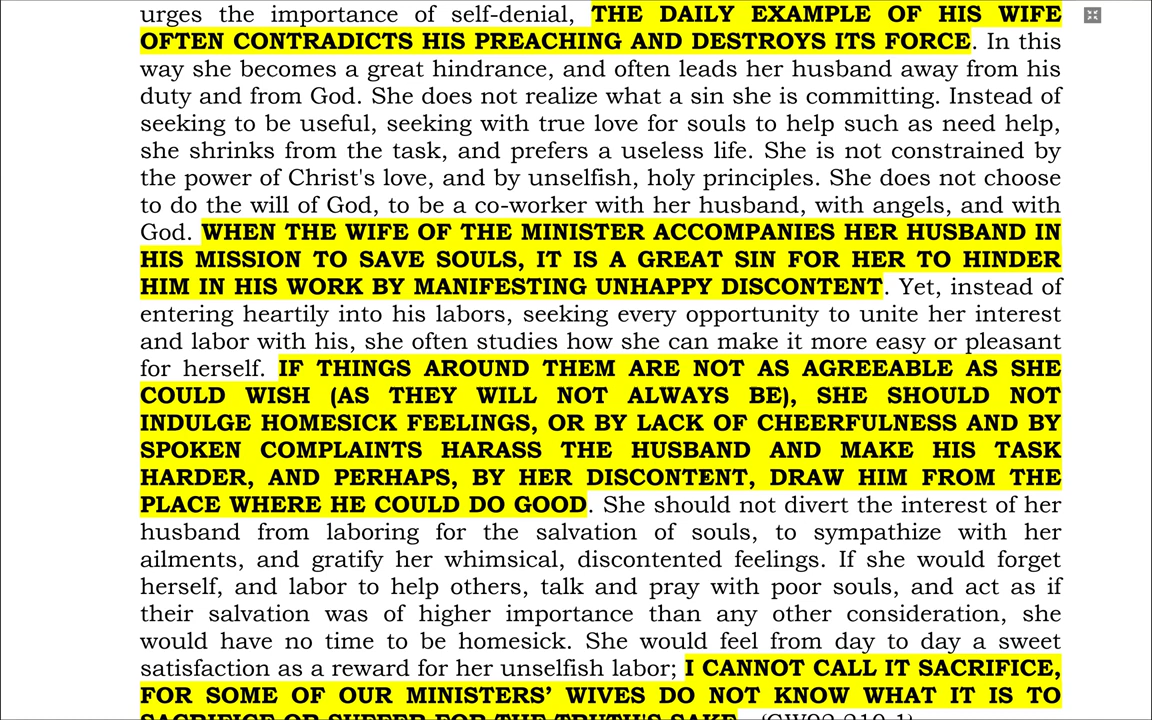 urges the importance of self-denial, THE DAILY EXAMPLE OF HIS WIFE
OFTEN CONTRADICTS HIS PREACHING AND DESTROYS ITS FORCE. In this
way she becomes a great hindrance, and often leads her husband away from his
duty and from God. She does not realize what a sin she is committing. Instead of
seeking to be useful, seeking with true love for souls to help such as need help,
she shrinks from the task, and prefers a useless life. She is not constrained by
the power of Christ's love, and by unselfish, holy principles. She does not choose
to do the will of God, to be a co-worker with her husband, with angels, and with
God. WHEN THE WIFE OF THE MINISTER ACCOMPANIES HER HUSBAND IN
HIS MISSION TO SAVE SOULS, IT IS A GREAT SIN FOR HER TO HINDER
HIM IN HIS WORK BY MANIFESTING UNHAPPY DISCONTENT. Yet, instead of
entering heartily into his labors, seeking every opportunity to unite her interest
and labor with his, she often studies how she can make it more easy or pleasant
for herself. IF THINGS AROUND THEM ARE NOT AS AGREEABLE AS SHE
COULD WISH (AS THEY WILL NOT ALWAYS BE), SHE SHOULD NOT
INDULGE HOMESICK FEELINGS, OR BY LACK OF CHEERFULNESS AND BY
SPOKEN COMPLAINTS HARASS THE HUSBAND AND MAKE HIS TASK
HARDER, AND PERHAPS, BY HER DISCONTENT, DRAW HIM FROM THE
PLACE WHERE HE COULD DO GOOD. She should not divert the interest of her
husband from laboring for the salvation of souls, to sympathize with her
ailments, and gratify her whimsical, discontented feelings. If she would forget
herself, and labor to help others, talk and pray with poor souls, and act as if
their salvation was of higher importance than any other consideration, she
would have no time to be homesick. She would feel from day to day a sweet
satisfaction as a reward for her unselfish labor; I CANNOT CALL IT SACRIFICE,
FOR SOME OF OUR MINISTERS’ WIVES DO NOT KNOW WHAT IT IS TO
SACRIFICE OR SUFFER FOR THE TRUTH'S SAKE